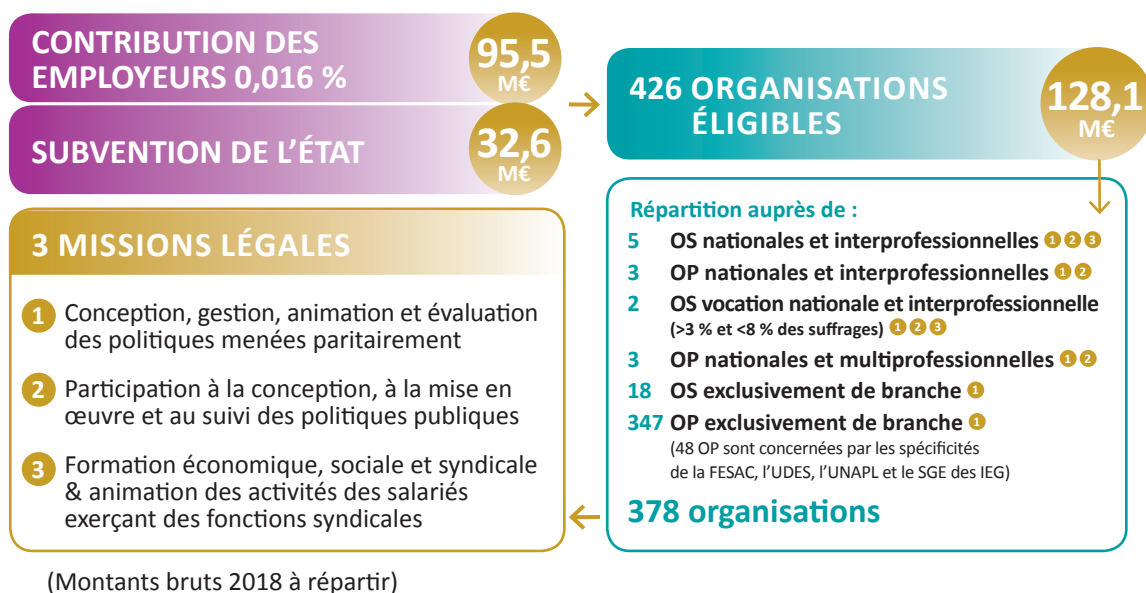 CONTRIBUTION DES
EMPLOYEURS 0,016 %
95,5
M€
SUBVENTION DE L’ÉTAT
32,6
M€
426 ORGANISATIONS
ÉLIGIBLES
128,1
M€
Répartition auprès de :
5 OS nationales et interprofessionnelles 1 2 3
3 OP nationales et interprofessionnelles 1 2
2 OS vocation nationale et interprofessionnelle
(>3 % et <8 % des suffrages) 1 2 3
3 OP nationales et multiprofessionnelles 1 2
18 OS exclusivement de branche 1
347 OP exclusivement de branche 1
(48 OP sont concernées par les spécificités
de la FESAC, l’UDES, l’UNAPL et le SGE des IEG)
378 organisations
3 MISSIONS LÉGALES
1 Conception, gestion, animation et évaluation
des politiques menées paritairement
2 Participation à la conception, à la mise en
œuvre et au suivi des politiques publiques
3 Formation économique, sociale et syndicale
& animation des activités des salariés
exerçant des fonctions syndicales
(Montants bruts 2018 à répartir)